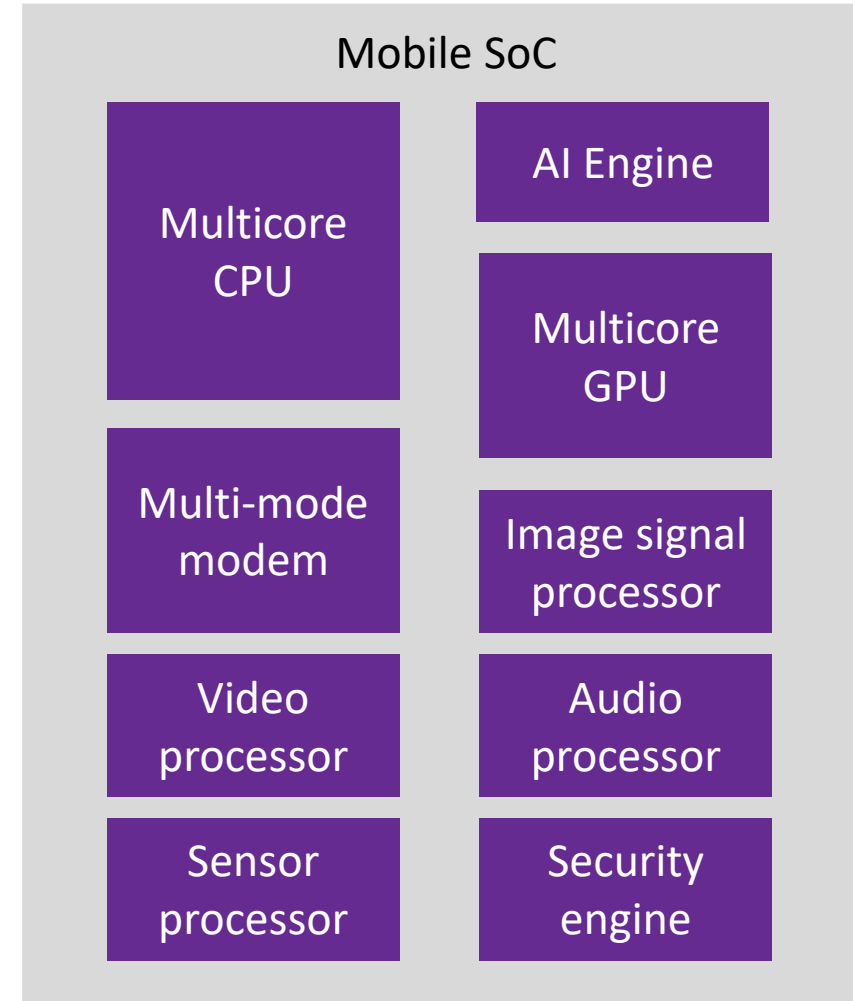 Mobile SoC
Multicore
CPU
AI Engine
Multicore
GPU
Multi-mode
modem
Image signal
processor
Video
processor
Audio
processor
Sensor
processor
Security
engine